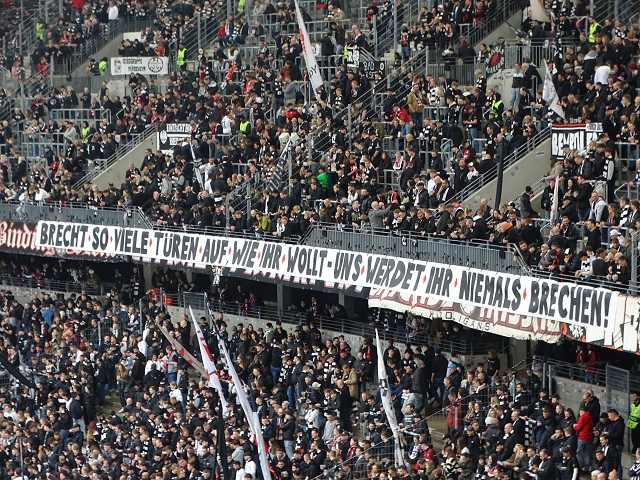 BRECHT SO VIELE TÜREN AUF WIE IHR WOLLT - UNS WERDET IHR NIEMALS BRECHEN!